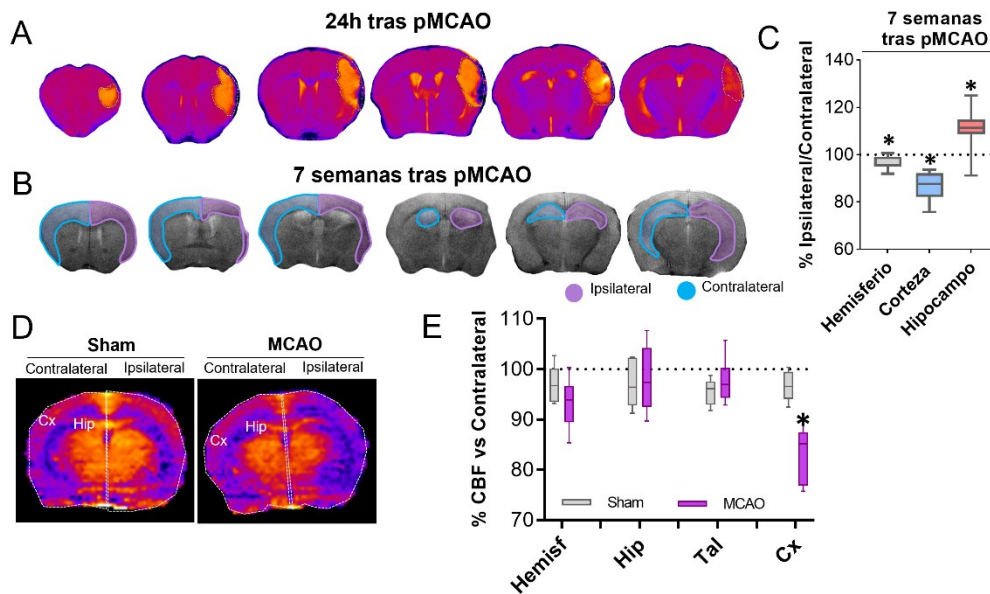 A
24h tras pMCAO
B
7 semanas tras pMCAO
Ipsilateral
Contralateral
C
7 semanas
tras pMCAO
% Ipsilateral/Contralateral
120
100
80
60
*
*
*
Hemisferio
Corteza
Hipocampo
D
Sham
MCAO
Contralateral Ipsilateral
Contralateral Ipsilateral
Cx
Hip
Cx
Hip
E
% CBF vs Contralateral
110
100
90
80
70
*
Sham
MCAO
Hemisf
Hip
Tal
Cx